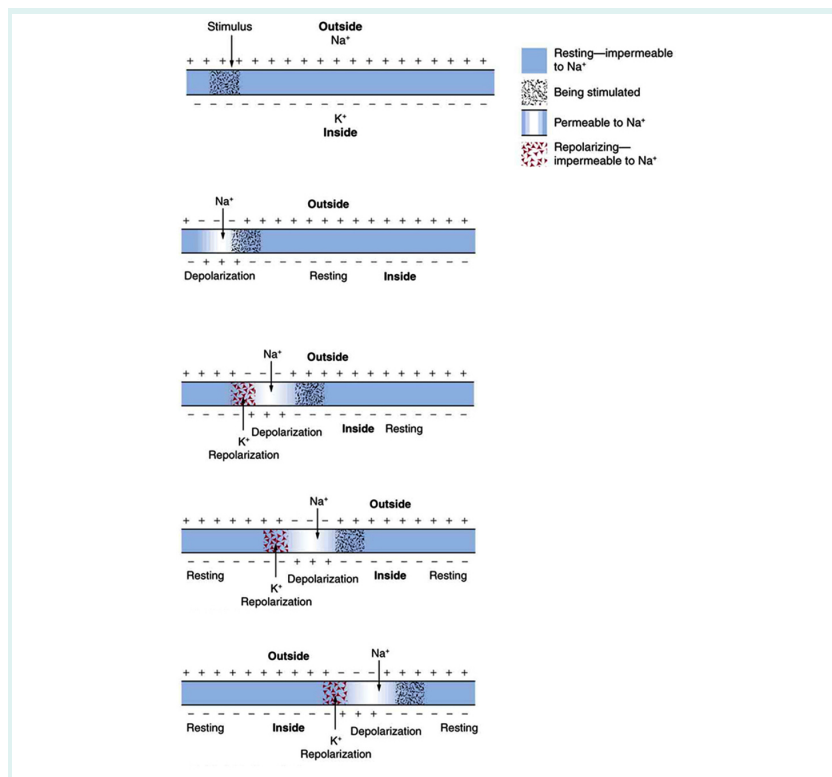 Stimulus
Outside
Na⁺
+ + + + + + + + + + + + + + + + + + + +
– – – – – – – – – – – – – – – – – – – –
K⁺
Inside
Resting—impermeable
to Na⁺
Being stimulated
Permeable to Na⁺
Repolarizing—
impermeable to Na⁺
Na⁺
Outside
+ – – – + + + + + + + + + + + + + + +
– + + + – – – – – – – – – – – – – – –
Depolarization
Resting
Inside
Na⁺
Outside
+ + + + – – – + + + + + + + + + + + +
– – – – + + + – – – – – – – – – – – –
K⁺
Depolarization
Inside
Resting
Repolarization
Na⁺
Outside
+ + + + + + + – – – + + + + + + + + +
– – – – – – – + + + – – – – – – – – –
Resting
K⁺
Depolarization
Inside
Resting
Repolarization
Outside
Na⁺
+ + + + + + + + + + – – – + + + + + +
– – – – – – – – – – + + + – – – – – –
Resting
Inside
K⁺
Depolarization
Resting
Repolarization